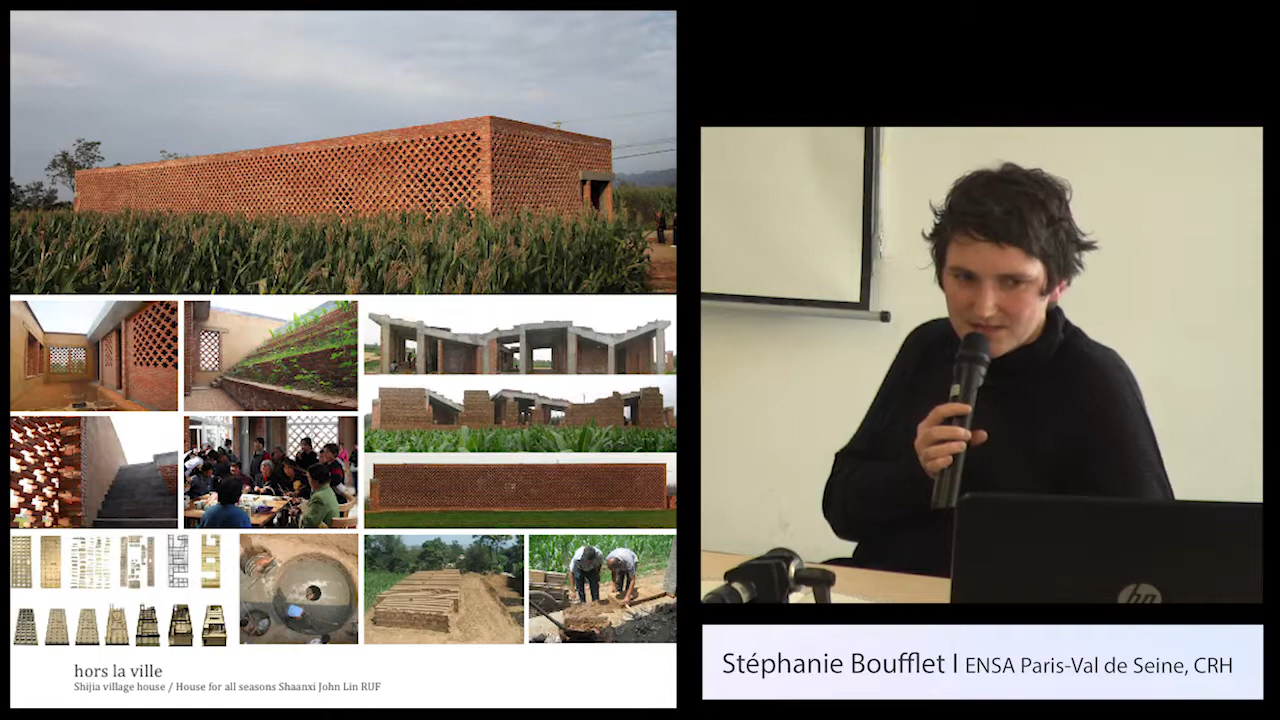 hors la ville
Shijia village house / House for all seasons Shaanxi John Lin RUF
hp
Stéphanie Boufflet I ENSA Paris-Val de Seine, CRH